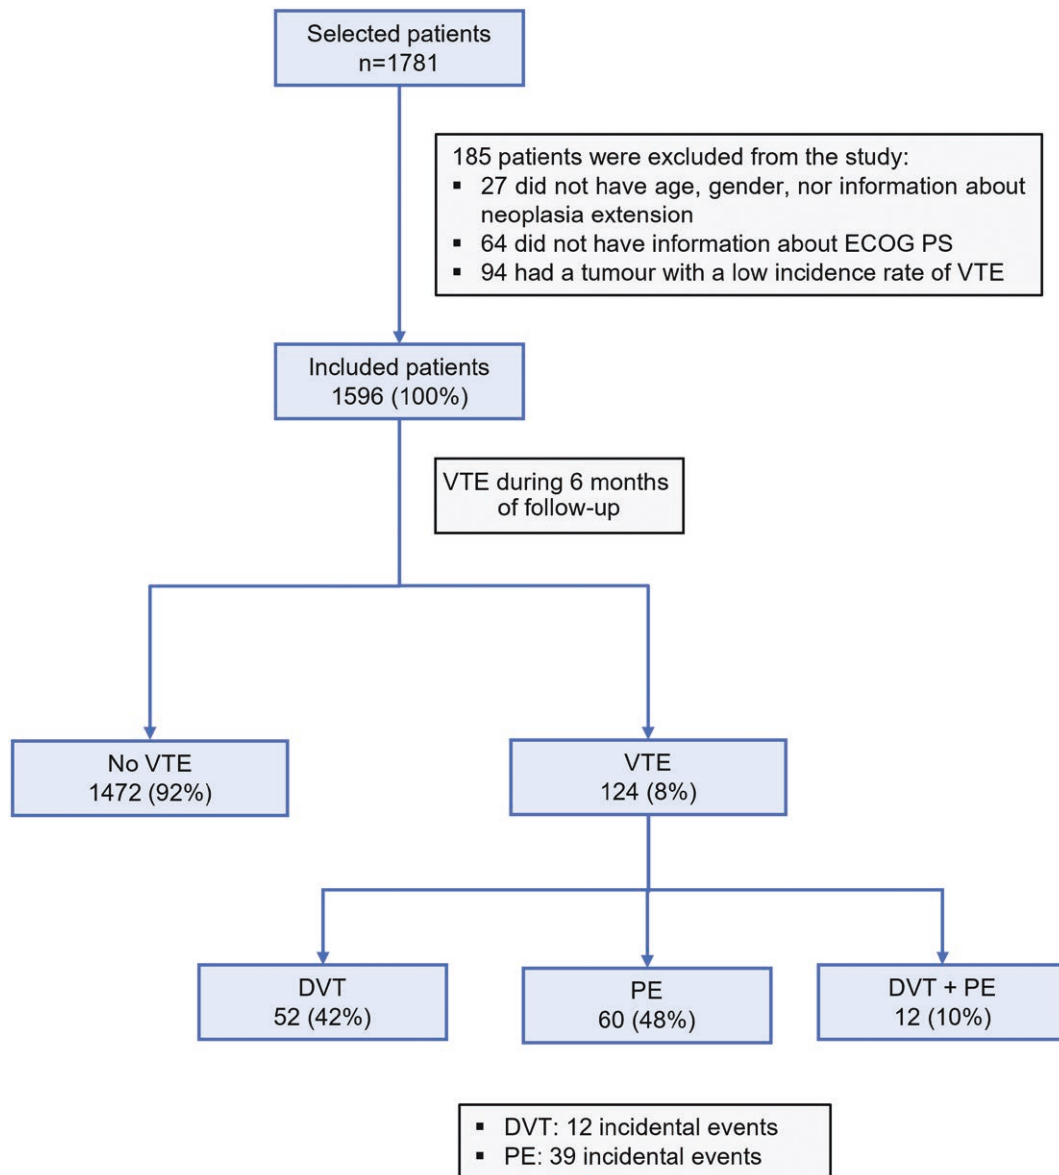 Selected patients
n=1781
185 patients were excluded from the study:
▪ 27 did not have age, gender, nor information about
neoplasia extension
▪ 64 did not have information about ECOG PS
▪ 94 had a tumour with a low incidence rate of VTE
Included patients
1596 (100%)
VTE during 6 months
of follow-up
No VTE
1472 (92%)
VTE
124 (8%)
DVT
52 (42%)
PE
60 (48%)
DVT + PE
12 (10%)
▪ DVT: 12 incidental events
▪ PE: 39 incidental events